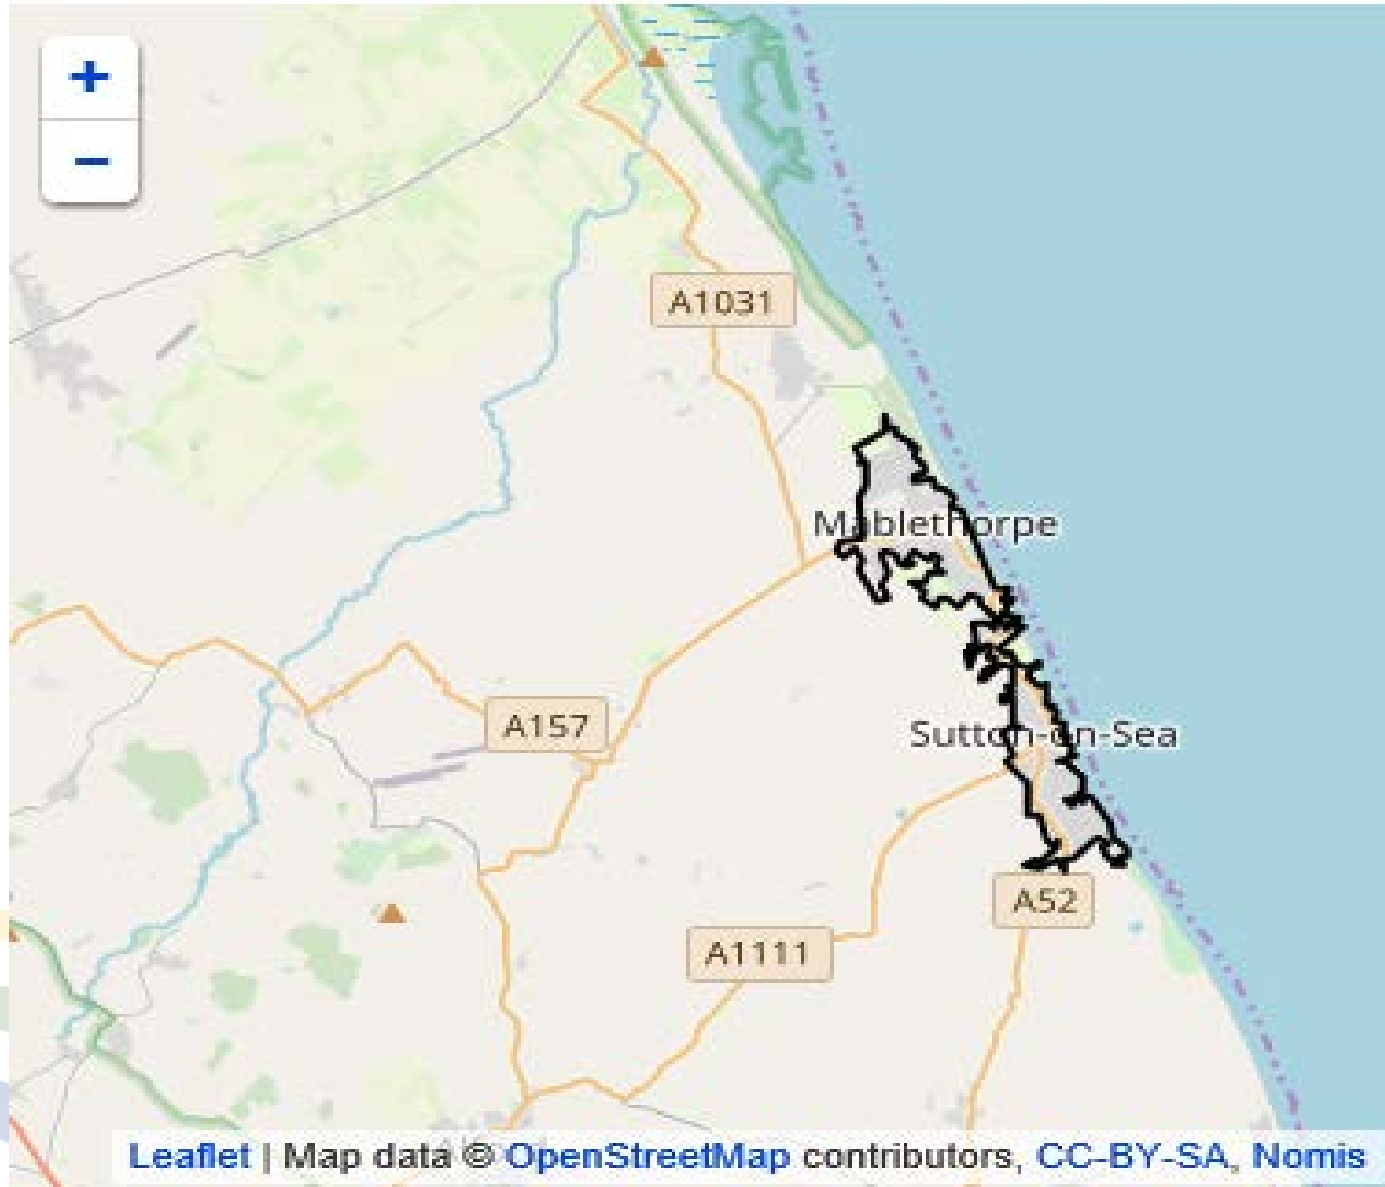 +
−
A1031
Mablethorpe
A157
Sutton-on-Sea
A52
A1111
Leaflet | Map data © OpenStreetMap contributors, CC-BY-SA, Nomis